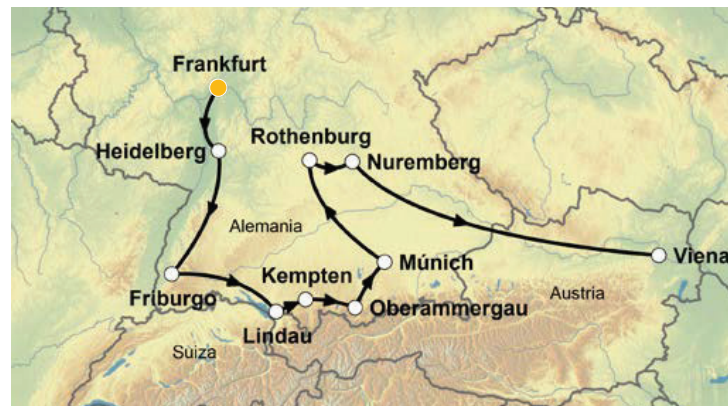 Frankfurt
Rothenburg
Heidelberg
Nuremberg
Alemania
Viena
Múnich
Kempten
Friburgo
Austria
Oberammergau
Lindau
Suiza